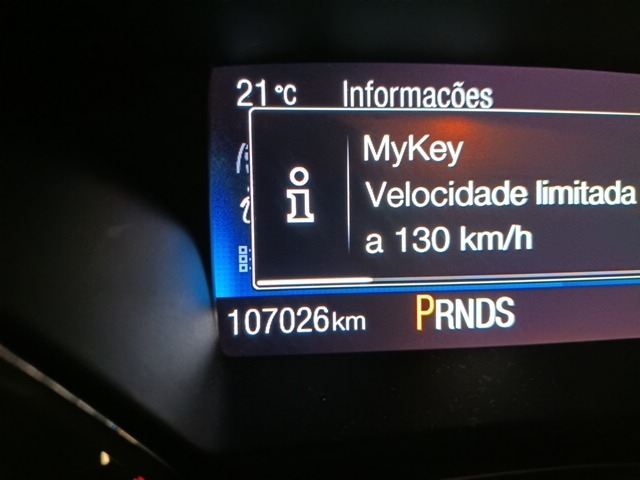 21°C Informacões
MyKey
Velocidade limitada
a 130 km/h
107026km PRNDS